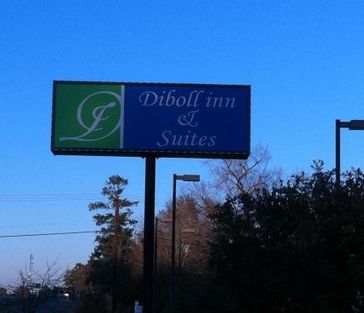 Diboll inn
&
Suites